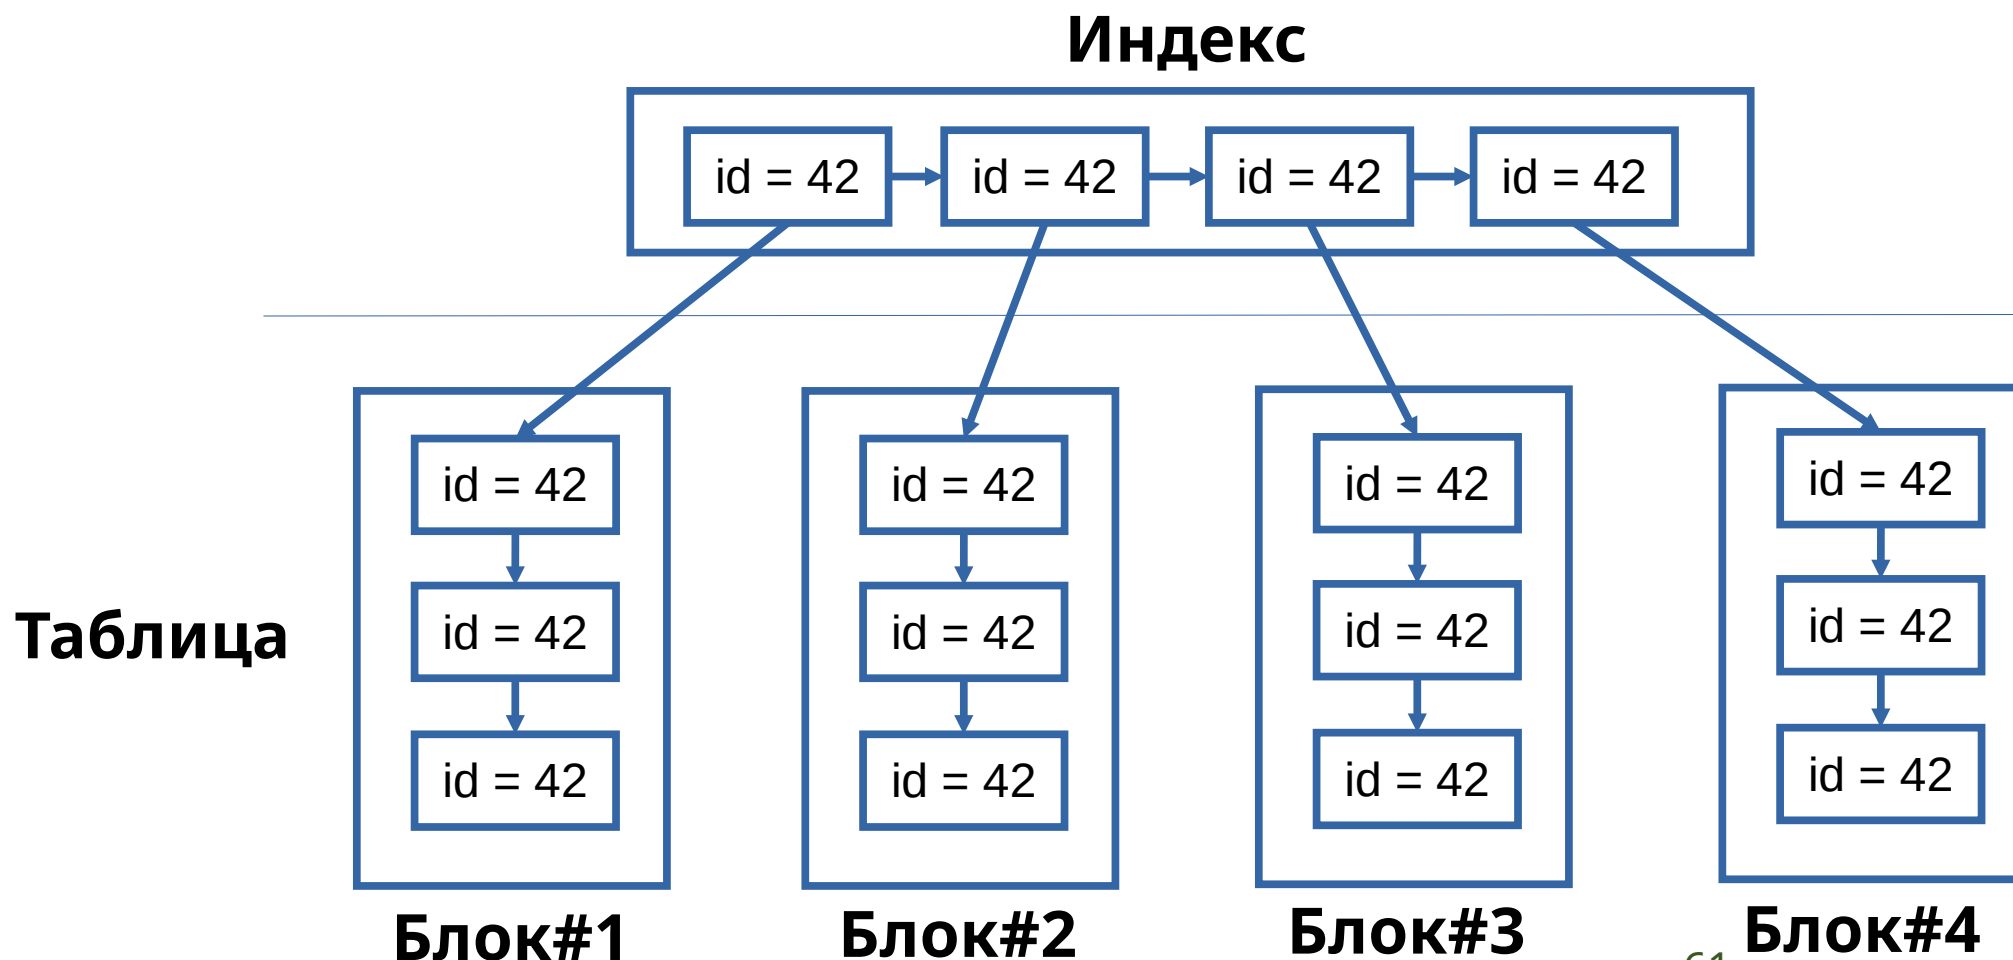 Индекс
id = 42 id = 42 id = 42 id = 42
id = 42 id = 42 id = 42 id = 42
Таблица
id = 42 id = 42 id = 42 id = 42
id = 42 id = 42 id = 42 id = 42
Блок#1 Блок#2 Блок#3 Блок#4